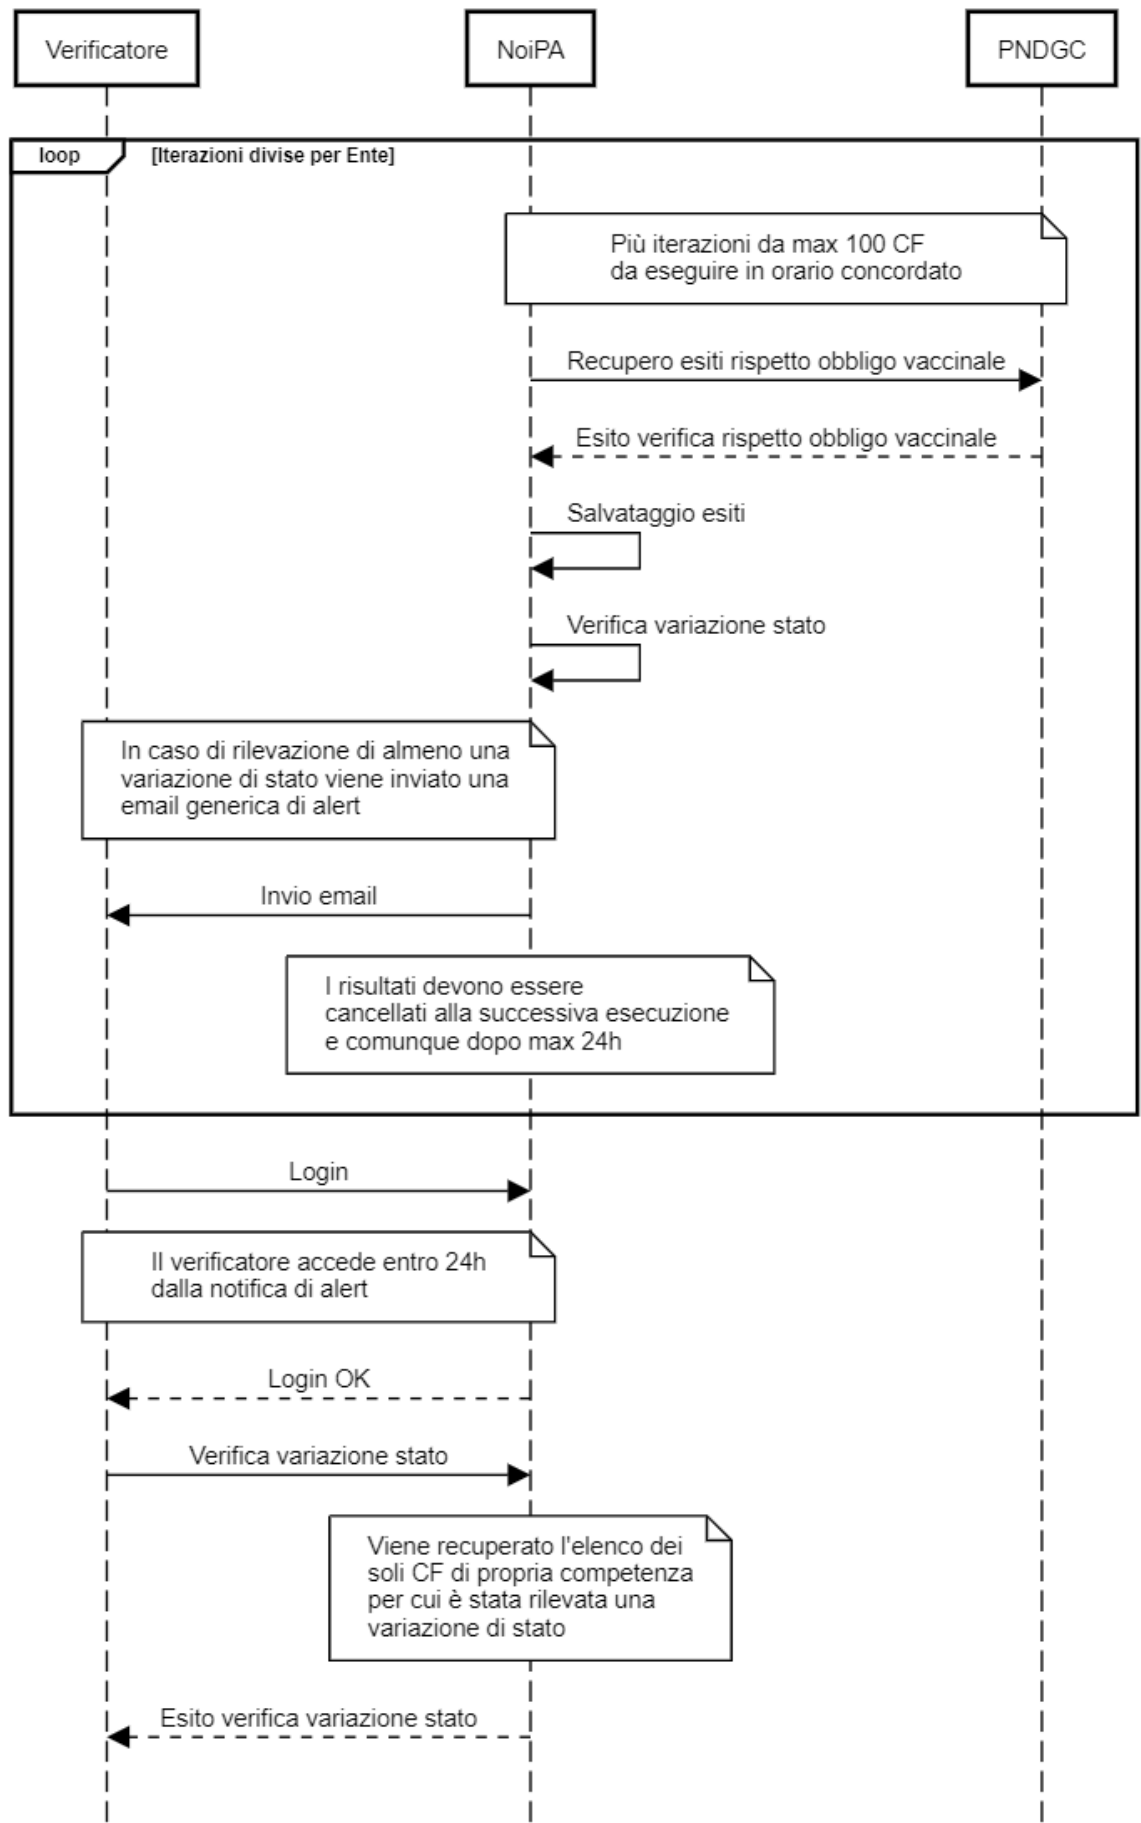 Verificatore
NoiPA
PNDGC
loop
[Iterazioni divise per Ente]
Più iterazioni da max 100 CF
da eseguire in orario concordato
Recupero esiti rispetto obbligo vaccinale
Esito verifica rispetto obbligo vaccinale
Salvataggio esiti
Verifica variazione stato
In caso di rilevazione di almeno una
variazione di stato viene inviato una
email generica di alert
Invio email
I risultati devono essere
cancellati alla successiva esecuzione
e comunque dopo max 24h
Login
Il verificatore accede entro 24h
dalla notifica di alert
Login OK
Verifica variazione stato
Viene recuperato l'elenco dei
soli CF di propria competenza
per cui è stata rilevata una
variazione di stato
Esito verifica variazione stato